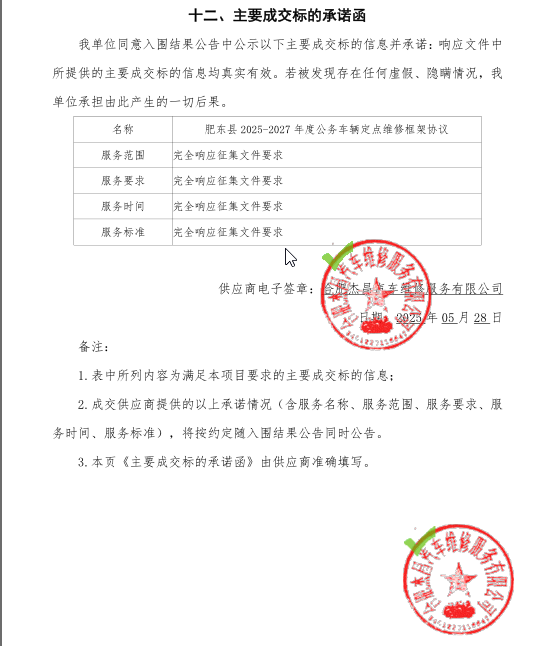 十二、主要成交标的承诺函
我单位同意入围结果公告中公示以下主要成交标的信息并承诺：响应文件中
所提供的主要成交标的信息均真实有效。若被发现存在任何虚假、隐瞒情况，我
单位承担由此产生的一切后果。
名称 肥东县 2025-2027 年度公务车辆定点维修框架协议
服务范围 完全响应征集文件要求
服务要求 完全响应征集文件要求
服务时间 完全响应征集文件要求
服务标准 完全响应征集文件要求
供应商电子签章：合肥杰昌汽车维修服务有限公司
日期：2025 年 05 月 28 日
备注：
1.表中所列内容为满足本项目要求的主要成交标的信息；
2.成交供应商提供的以上承诺情况（含服务名称、服务范围、服务要求、服
务时间、服务标准），将按约定随入围结果公告同时公告。
3.本页《主要成交标的承诺函》由供应商准确填写。